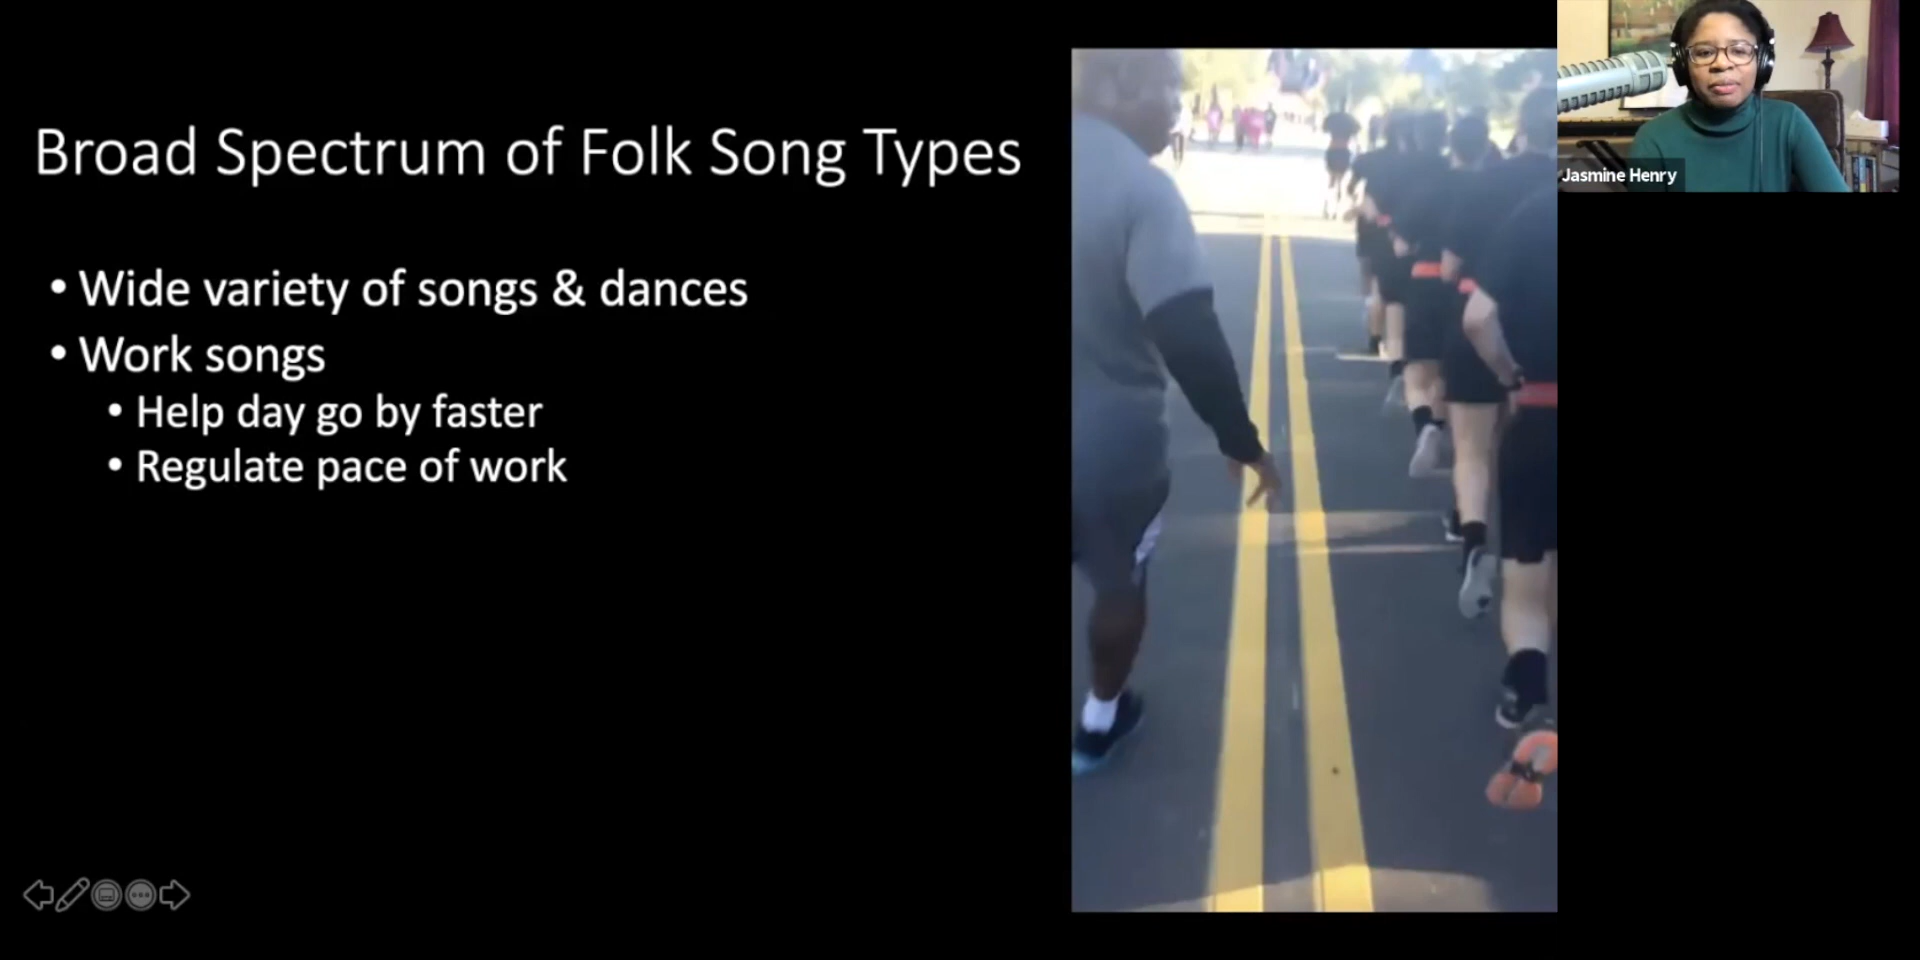 Broad Spectrum of Folk Song Types
• Wide variety of songs & dances
• Work songs
• Help day go by faster
• Regulate pace of work
Jasmine Henry